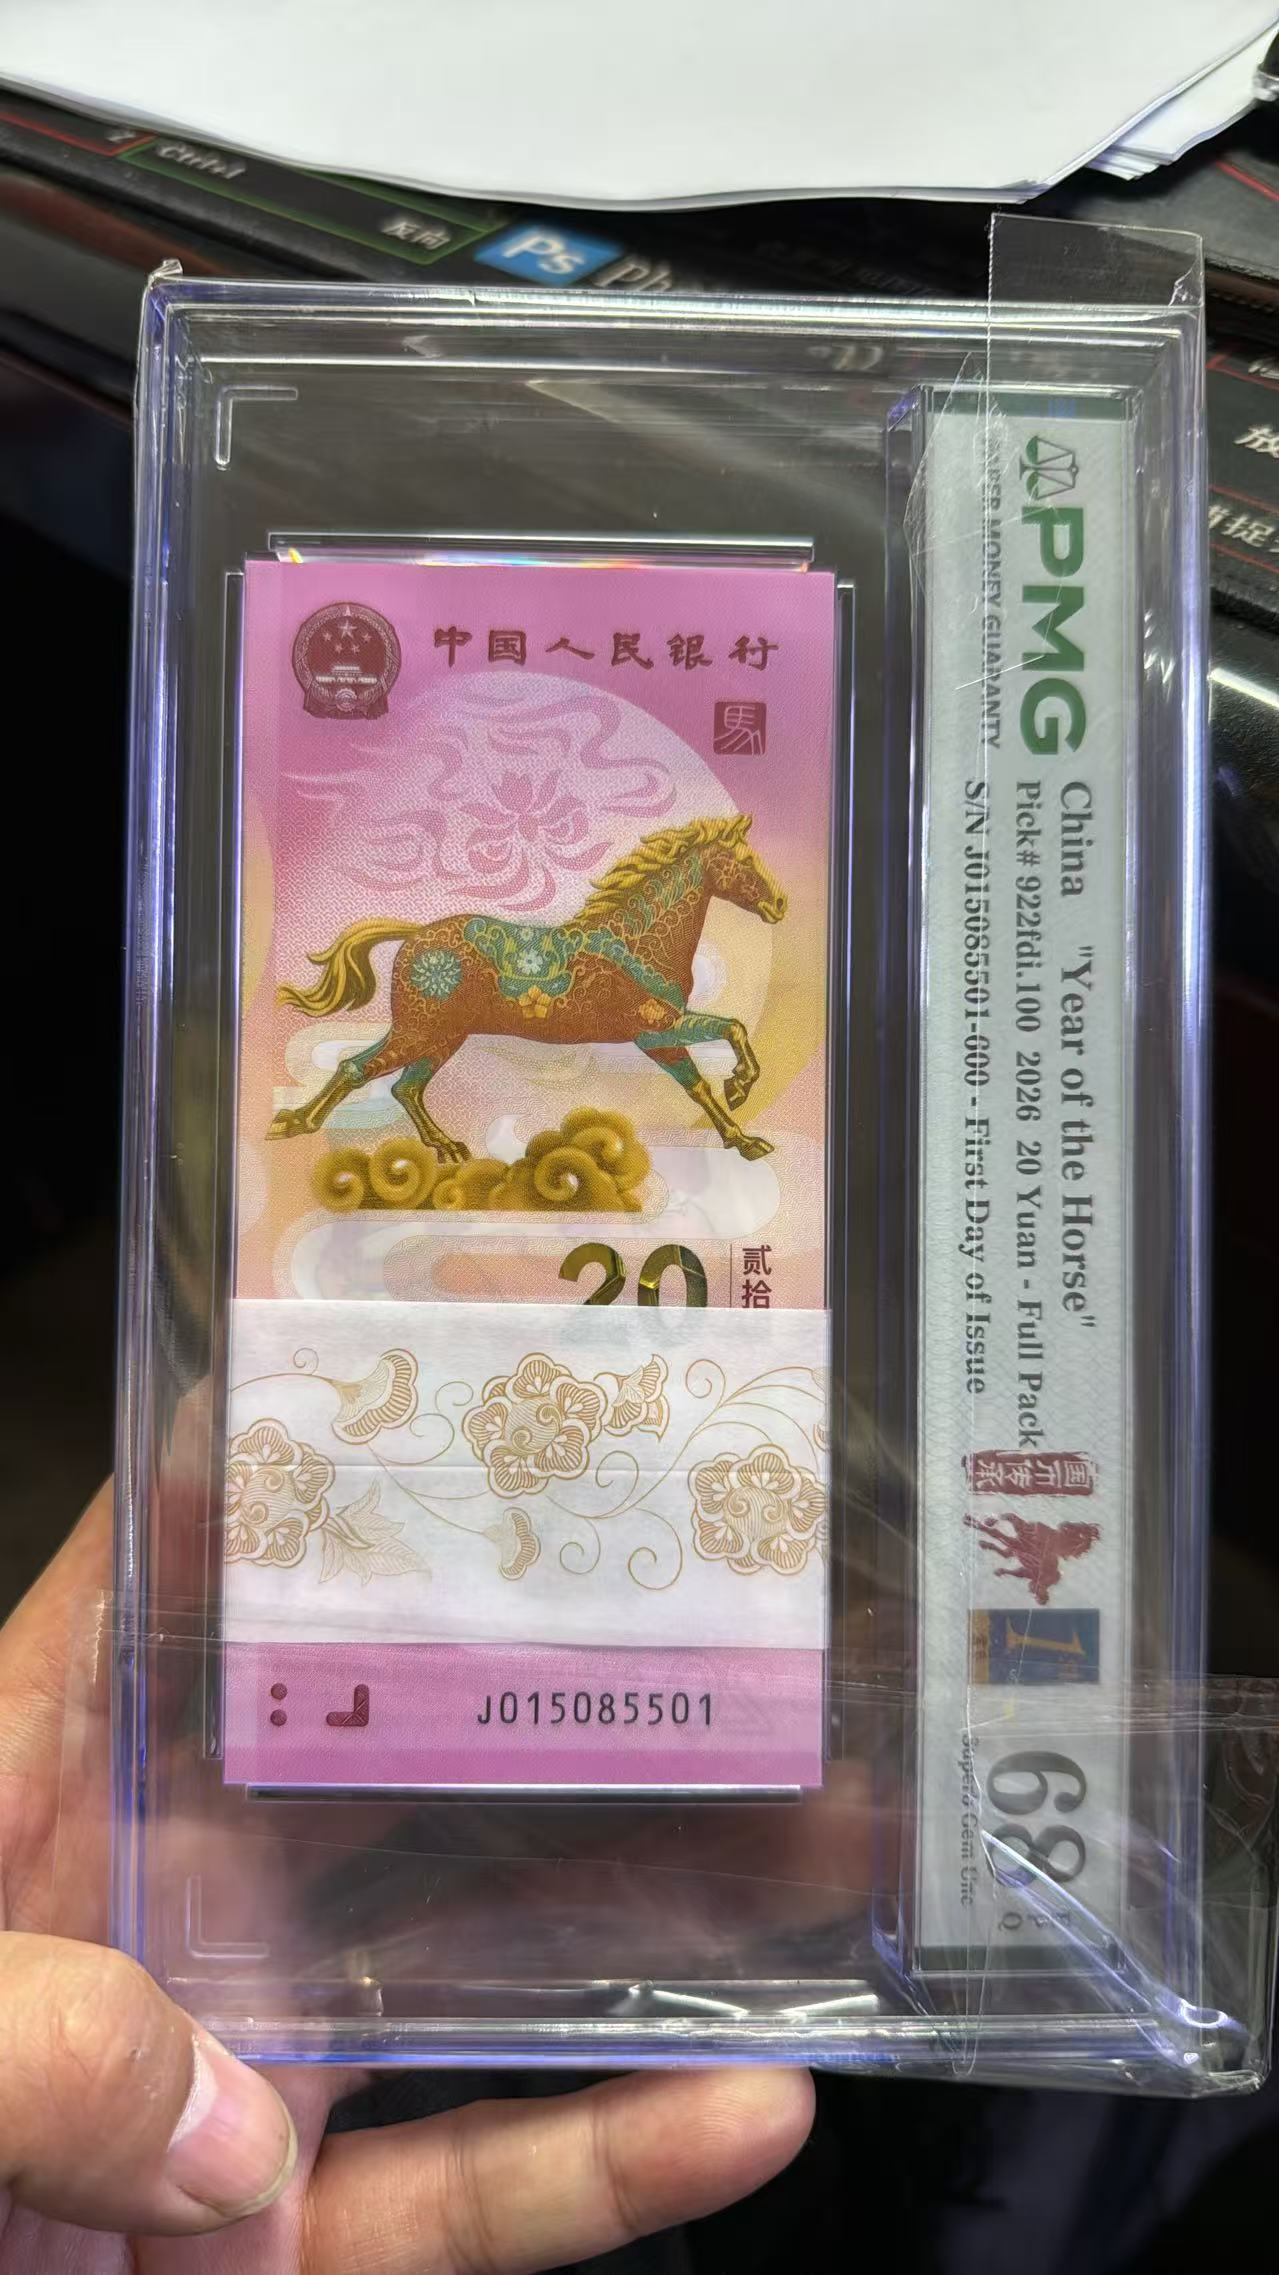 Ctrl+I
反向
Ps
中国人民银行
馬
20
贰拾
J015085501
PMG
PAPER MONEY GUARANTY
China "Year of the Horse"
Pick# 922fdi.100 2026 20 Yuan - Full Pack
S/N J015085501-600 - First Day of Issue
68
EPQ
Superb Gem Unc